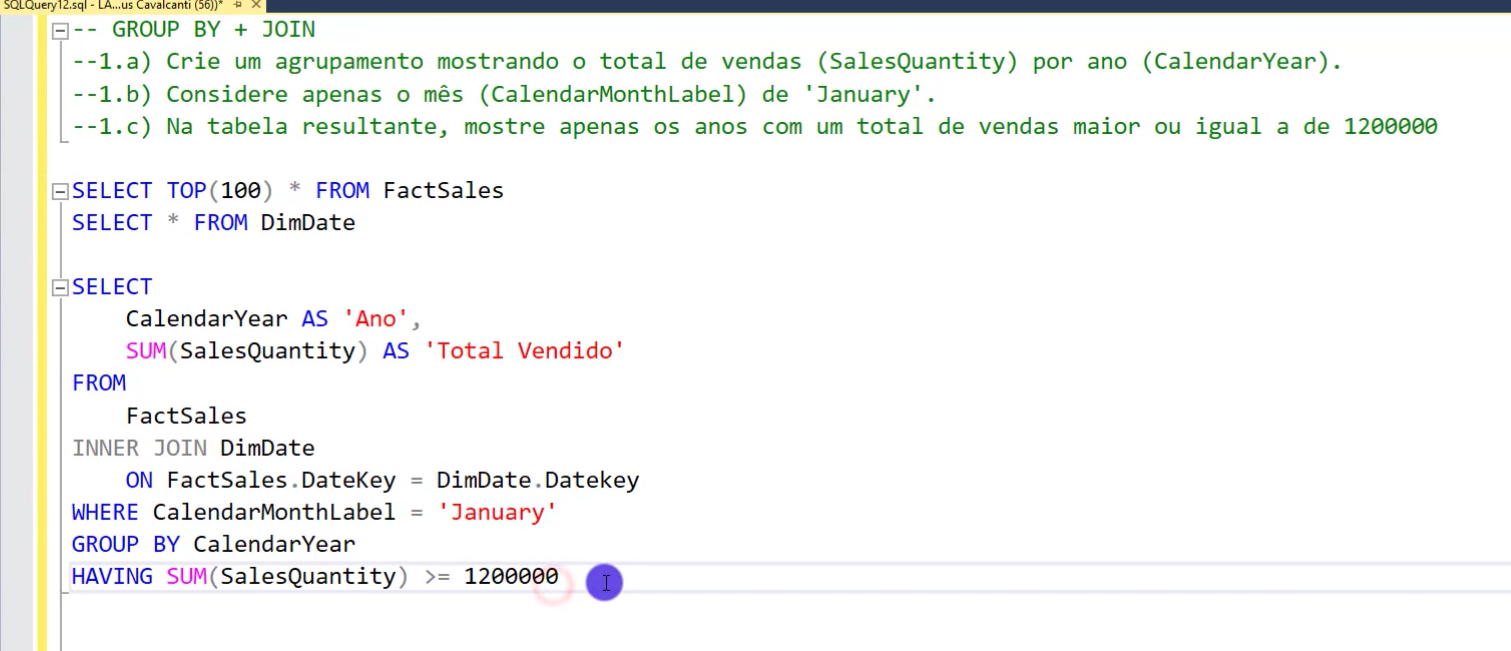 SQLQuery12.sql - LA...us Cavalcanti (56))*
-- GROUP BY + JOIN
--1.a) Crie um agrupamento mostrando o total de vendas (SalesQuantity) por ano (CalendarYear).
--1.b) Considere apenas o mês (CalendarMonthLabel) de 'January'.
--1.c) Na tabela resultante, mostre apenas os anos com um total de vendas maior ou igual a de 1200000
SELECT TOP(100) * FROM FactSales
SELECT * FROM DimDate
SELECT
CalendarYear AS 'Ano',
SUM(SalesQuantity) AS 'Total Vendido'
FROM
FactSales
INNER JOIN DimDate
ON FactSales.DateKey = DimDate.Datekey
WHERE CalendarMonthLabel = 'January'
GROUP BY CalendarYear
HAVING SUM(SalesQuantity) >= 1200000